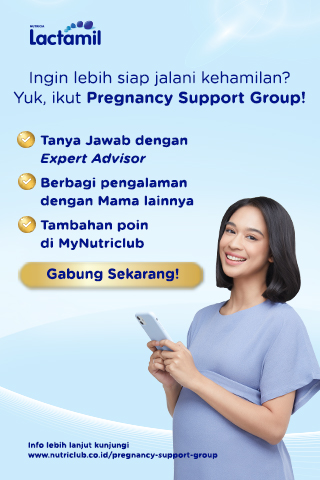 NUTRICIA
Lactamil
Ingin lebih siap jalani kehamilan?
Yuk, ikut Pregnancy Support Group!
Tanya Jawab dengan
Expert Advisor
Berbagi pengalaman
dengan Mama lainnya
Tambahan poin
di MyNutriclub
Gabung Sekarang!
Info lebih lanjut kunjungi
www.nutriclub.co.id/pregnancy-support-group